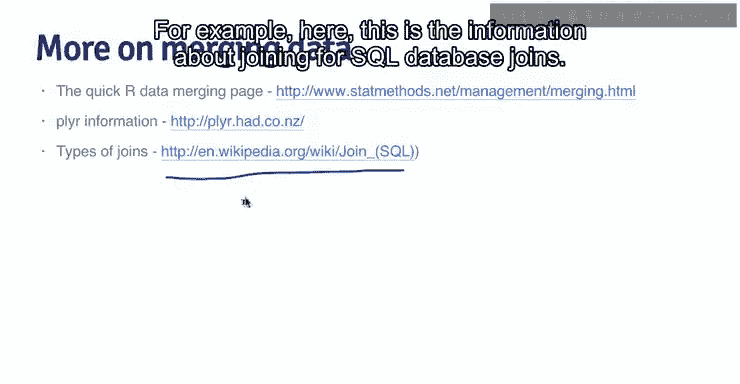 For example, here, this is the information
about joining for SQL database joins.
More on merging data
· The quick R data merging page - http://www.statmethods.net/management/merging.html
· plyr information - http://plyr.had.co.nz/
· Types of joins - http://en.wikipedia.org/wiki/Join_(SQL))